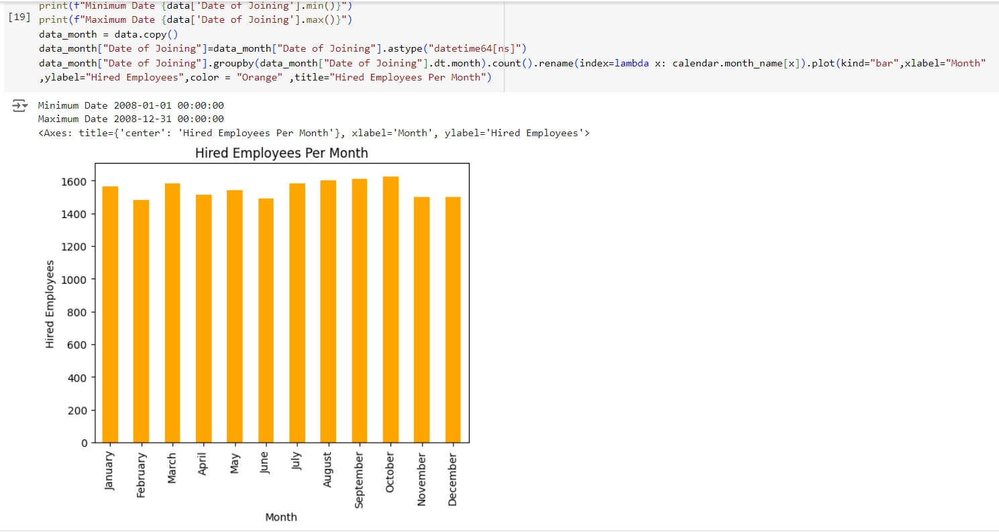 print(f"Minimum Date {data['Date of Joining'].min()}")
[19] print(f"Maximum Date {data['Date of Joining'].max()}")
data_month = data.copy()
data_month["Date of Joining"]=data_month["Date of Joining"].astype("datetime64[ns]")
data_month["Date of Joining"].groupby(data_month["Date of Joining"].dt.month).count().rename(index=lambda x: calendar.month_name[x]).plot(kind="bar",xlabel="Month"
,ylabel="Hired Employees",color = "Orange" ,title="Hired Employees Per Month")
Minimum Date 2008-01-01 00:00:00
Maximum Date 2008-12-31 00:00:00
<Axes: title={'center': 'Hired Employees Per Month'}, xlabel='Month', ylabel='Hired Employees'>
Hired Employees Per Month
Hired Employees
1600
1400
1200
1000
800
600
400
200
0
January
February
March
April
May
June
July
August
September
October
November
December
Month